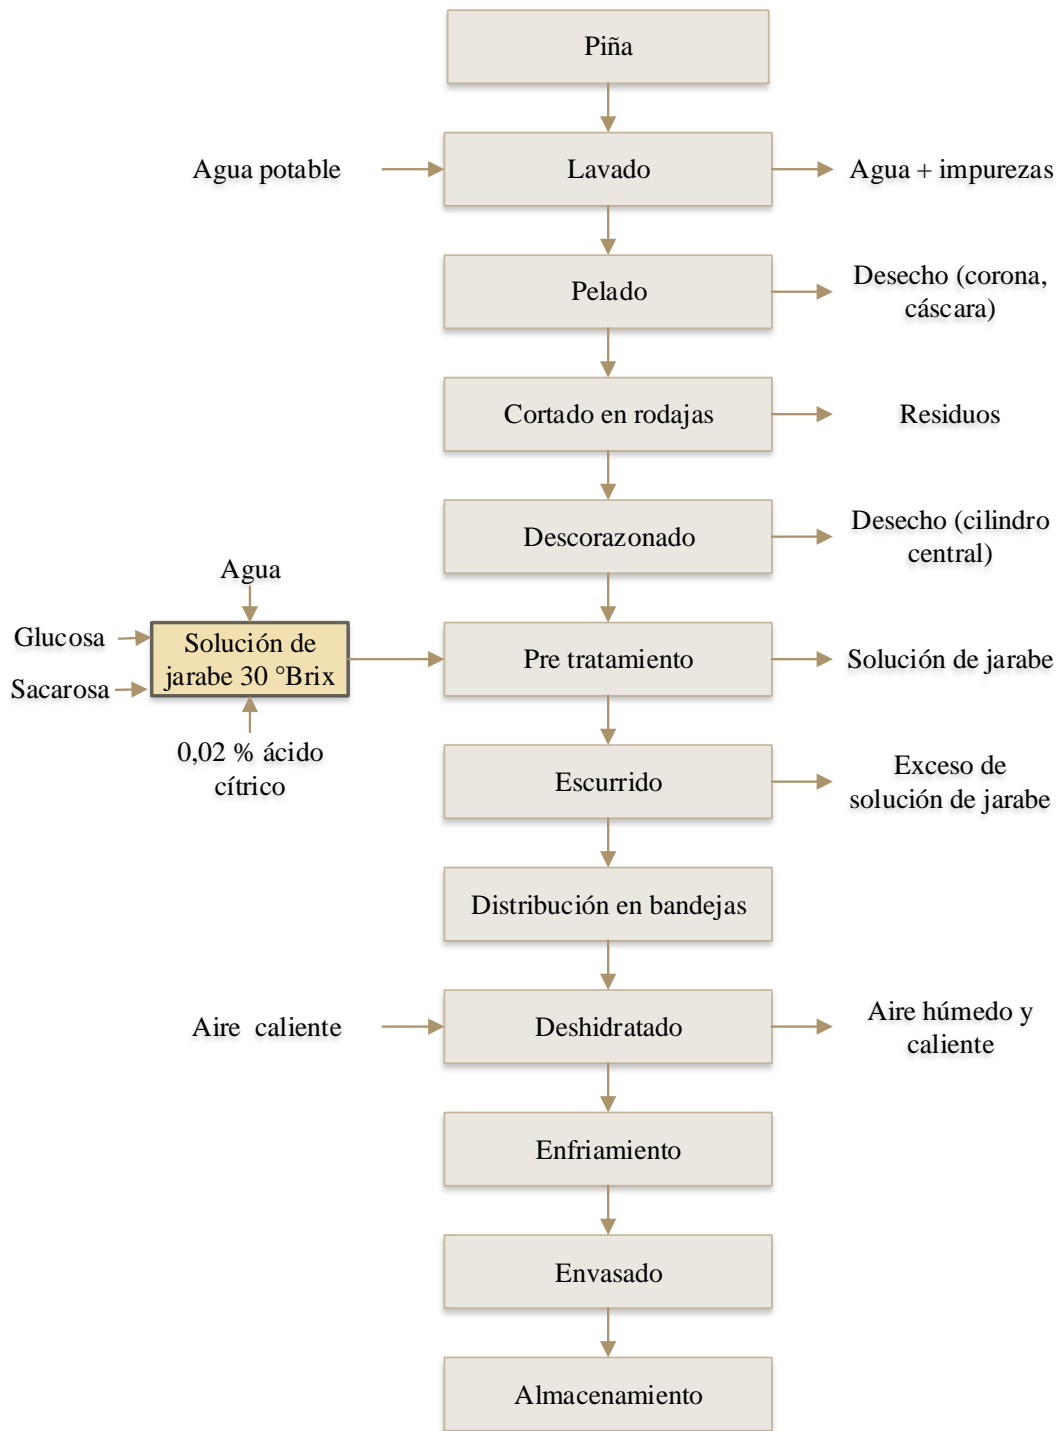 Piña
Agua potable
Lavado
Agua + impurezas
Pelado
Desecho (corona,
cáscara)
Cortado en rodajas
Residuos
Descorazonado
Desecho (cilindro
central)
Agua
Glucosa
Sacarosa
Solución de
jarabe 30 °Brix
0,02 % ácido
cítrico
Pre tratamiento
Solución de jarabe
Escurrido
Exceso de
solución de jarabe
Distribución en bandejas
Aire caliente
Deshidratado
Aire húmedo y
caliente
Enfriamiento
Envasado
Almacenamiento